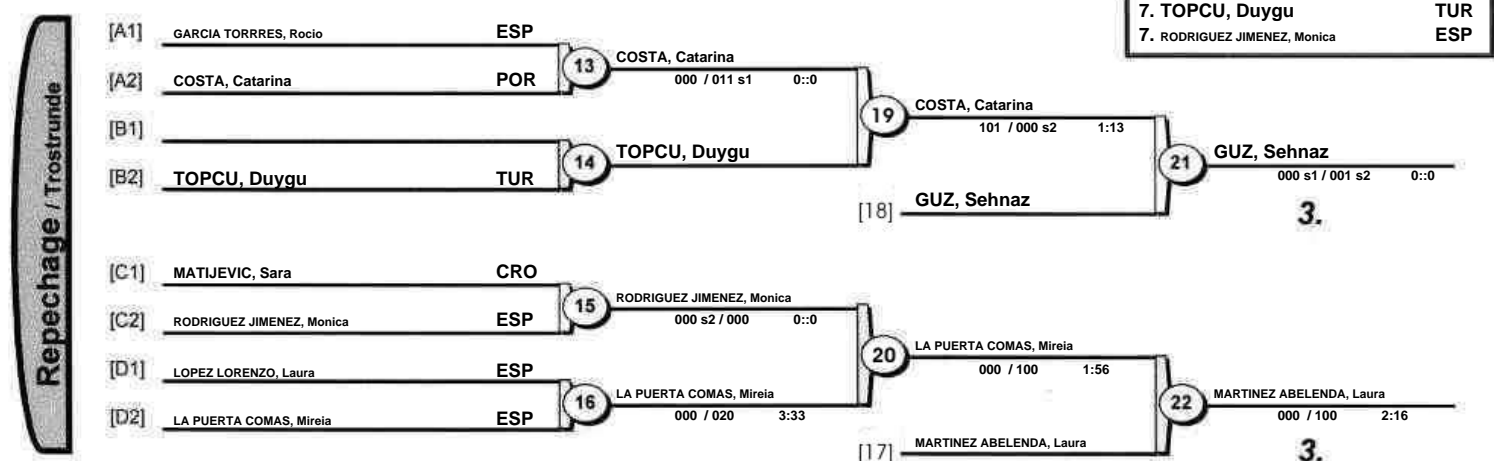 7. TOPCU, Duygu TUR
7. RODRIGUEZ JIMENEZ, Monica ESP
Repechage / Trostrunde
[A1] GARCIA TORRRES, Rocio ESP
13 COSTA, Catarina
000 / 011 s1 0::0
[A2] COSTA, Catarina POR
19 COSTA, Catarina
101 / 000 s2 1:13
[B1]
14 TOPCU, Duygu
[B2] TOPCU, Duygu TUR
21 GUZ, Sehnaz
000 s1 / 001 s2 0::0
[18] GUZ, Sehnaz
3.
[C1] MATIJEVIC, Sara CRO
15 RODRIGUEZ JIMENEZ, Monica
000 s2 / 000 0::0
[C2] RODRIGUEZ JIMENEZ, Monica ESP
20 LA PUERTA COMAS, Mireia
000 / 100 1:56
[D1] LOPEZ LORENZO, Laura ESP
16 LA PUERTA COMAS, Mireia
000 / 020 3:33
[D2] LA PUERTA COMAS, Mireia ESP
22 MARTINEZ ABELENDA, Laura
000 / 100 2:16
[17] MARTINEZ ABELENDA, Laura
3.